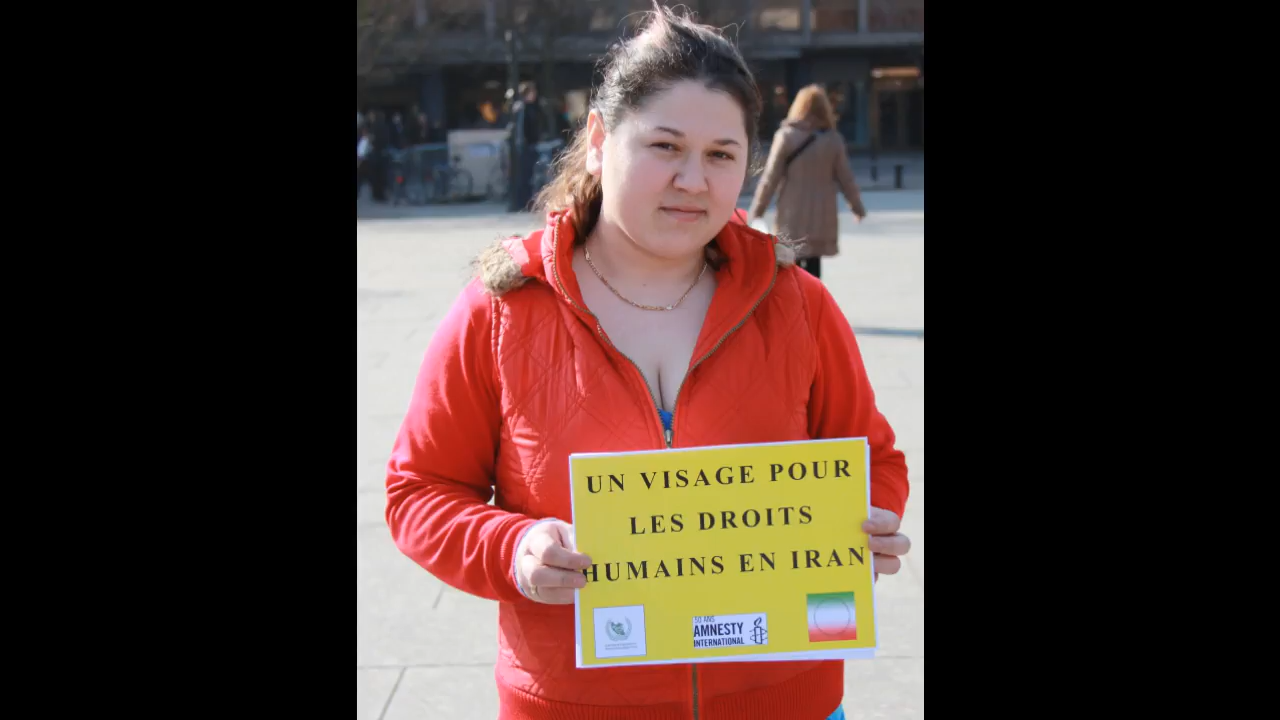 UN VISAGE POUR
LES DROITS
HUMAINS EN IRAN
50 ANS
AMNESTY
INTERNATIONAL